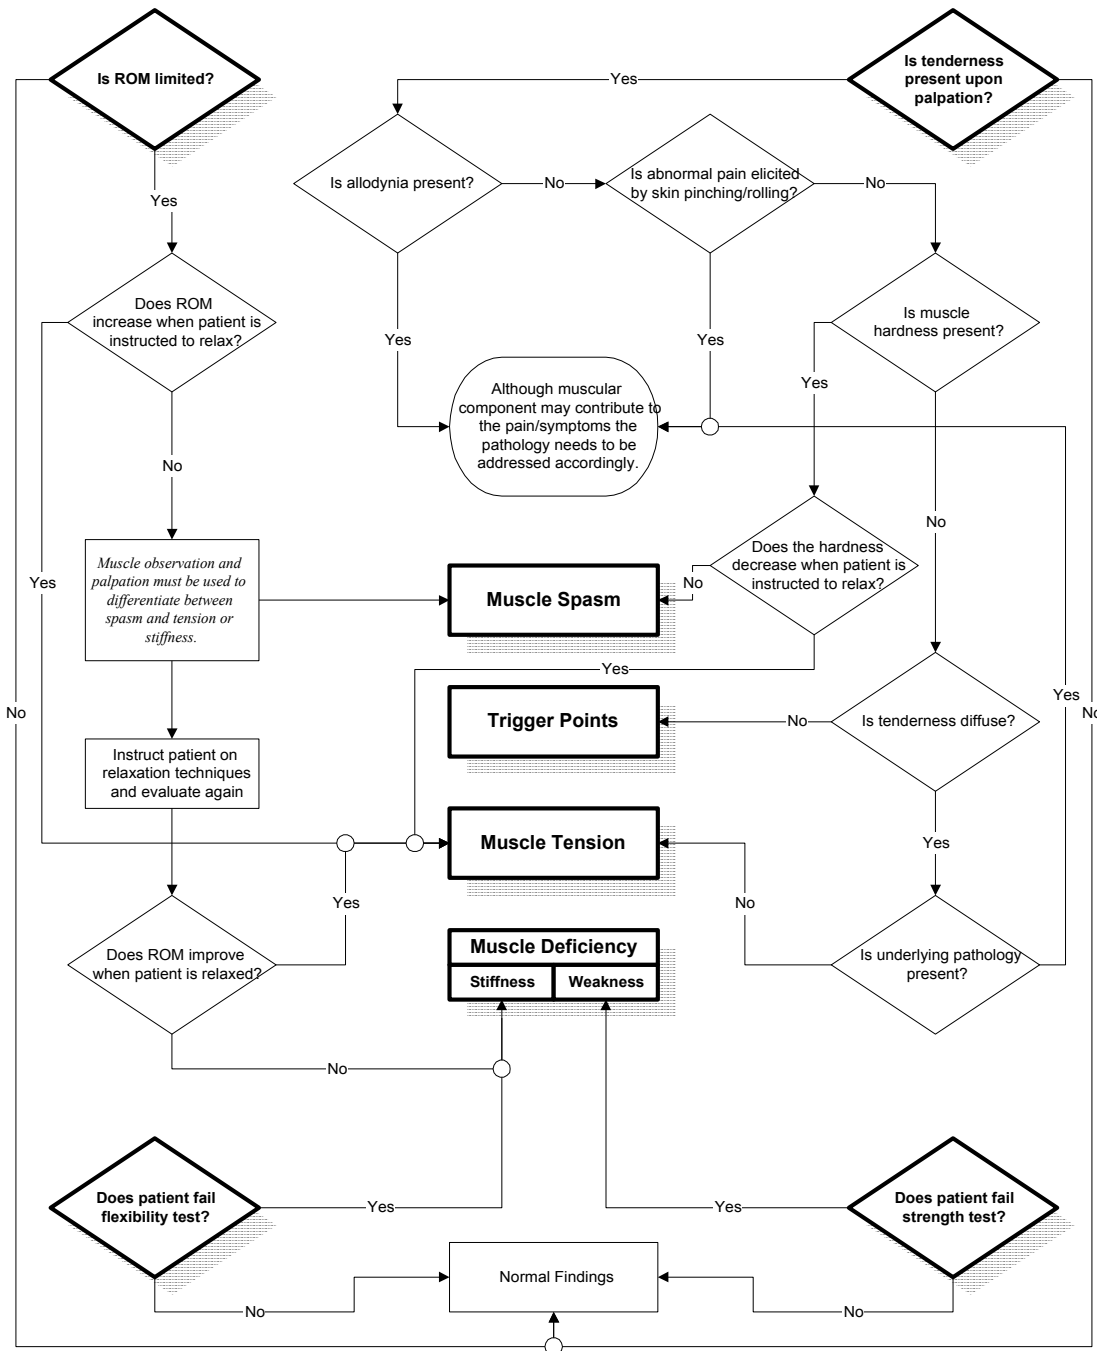 Is ROM limited?
Is tenderness
present upon
palpation?
Yes
Is allodynia present?
No
Is abnormal pain elicited
by skin pinching/rolling?
No
Yes
Does ROM
increase when patient is
instructed to relax?
Is muscle
hardness present?
Yes
Yes
Yes
Although muscular
component may contribute to
the pain/symptoms the
pathology needs to be
addressed accordingly.
No
No
Does the hardness
decrease when patient is
instructed to relax?
Muscle observation and
palpation must be used to
differentiate between
spasm and tension or
stiffness.
Yes
Muscle Spasm
No
Yes
Yes
No
No
Trigger Points
No
Is tenderness diffuse?
Instruct patient on
relaxation techniques
and evaluate again
Muscle Tension
Yes
Yes
No
Does ROM improve
when patient is relaxed?
Muscle Deficiency
Stiffness
Weakness
Is underlying pathology
present?
No
Does patient fail
flexibility test?
Yes
Yes
Does patient fail
strength test?
Normal Findings
No
No